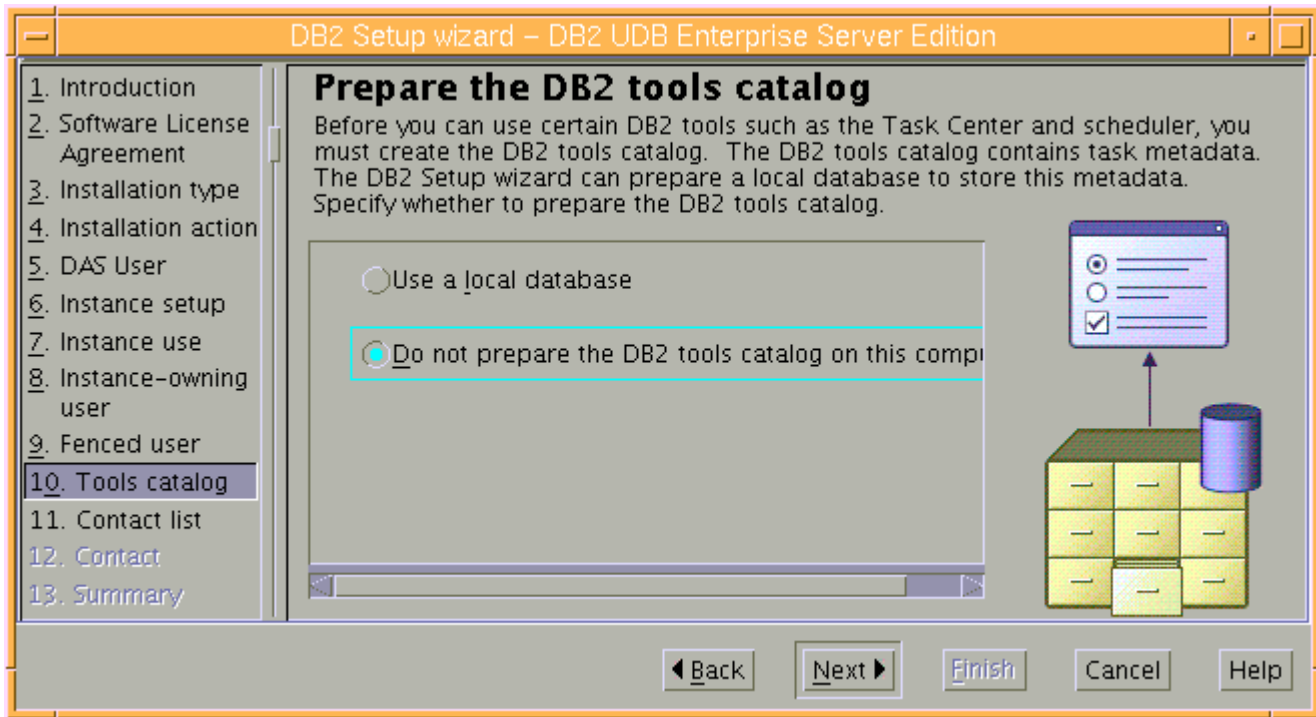 DB2 Setup wizard – DB2 UDB Enterprise Server Edition
1. Introduction
2. Software License
Agreement
3. Installation type
4. Installation action
5. DAS User
6. Instance setup
7. Instance use
8. Instance-owning
user
9. Fenced user
10. Tools catalog
11. Contact list
12. Contact
13. Summary
Prepare the DB2 tools catalog
Before you can use certain DB2 tools such as the Task Center and scheduler, you
must create the DB2 tools catalog. The DB2 tools catalog contains task metadata.
The DB2 Setup wizard can prepare a local database to store this metadata.
Specify whether to prepare the DB2 tools catalog.
Use a local database
Do not prepare the DB2 tools catalog on this
Back
Next
Finish
Cancel
Help